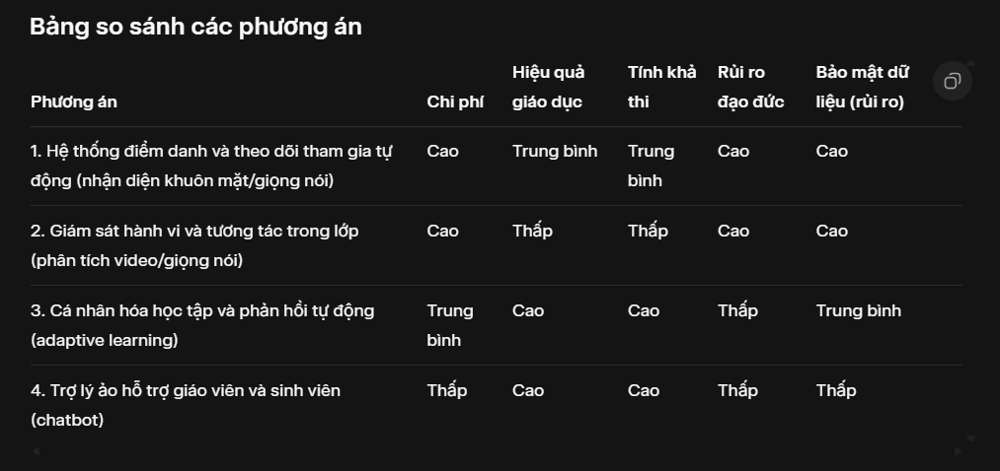 Bảng so sánh các phương án
Phương án Chi phí Hiệu quả giáo dục Tính khả thi Rủi ro đạo đức Bảo mật dữ liệu (rủi ro)
1. Hệ thống điểm danh và theo dõi tham gia tự động (nhận diện khuôn mặt/giọng nói) Cao Trung bình Trung bình Cao Cao
2. Giám sát hành vi và tương tác trong lớp (phân tích video/giọng nói) Cao Thấp Thấp Cao Cao
3. Cá nhân hóa học tập và phản hồi tự động (adaptive learning) Trung bình Cao Cao Thấp Trung bình
4. Trợ lý ảo hỗ trợ giáo viên và sinh viên (chatbot) Thấp Cao Cao Thấp Thấp